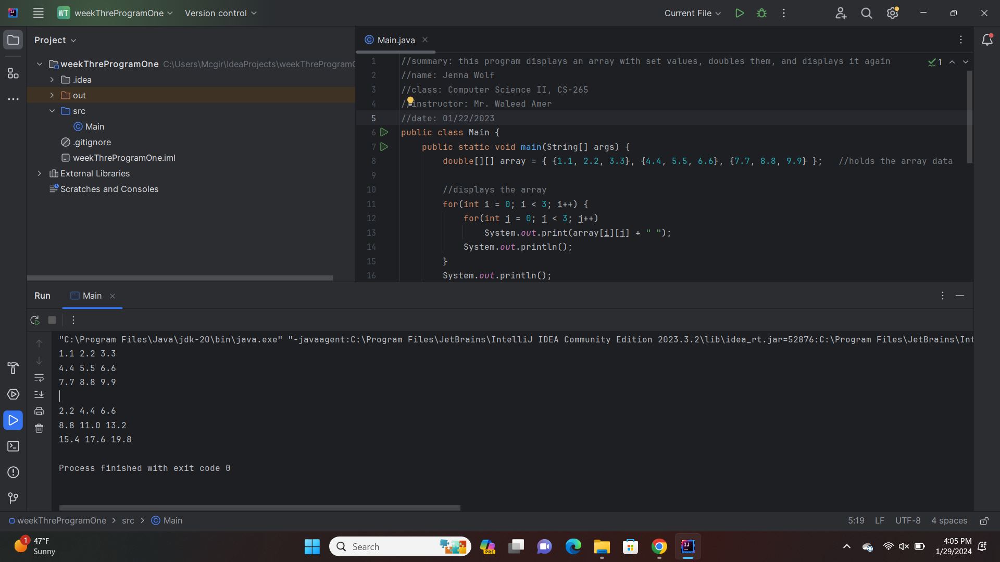 WT weekThreProgramOne Version control Current File
Project
Main.java
weekThreProgramOne C:\Users\Mcgir\IdeaProjects\weekThreProgram
.idea
out
src
Main
.gitignore
weekThreProgramOne.iml
External Libraries
Scratches and Consoles
1 //summary: this program displays an array with set values, doubles them, and displays it again
1
2 //name: Jenna Wolf
3 //class: Computer Science II, CS-265
4 //instructor: Mr. Waleed Amer
5 //date: 01/22/2023
6 public class Main {
7 public static void main(String[] args) {
8 double[][] array = { {1.1, 2.2, 3.3}, {4.4, 5.5, 6.6}, {7.7, 8.8, 9.9} }; //holds the array data
9
10 //displays the array
11 for(int i = 0; i < 3; i++) {
12 for(int j = 0; j < 3; j++)
13 System.out.print(array[i][j] + " ");
14 System.out.println();
15 }
16 System.out.println();
Run Main
"C:\Program Files\Java\jdk-20\bin\java.exe" "-javaagent:C:\Program Files\JetBrains\IntelliJ IDEA Community Edition 2023.3.2\lib\idea_rt.jar=52876:C:\Program Files\JetBrains\Int
1.1 2.2 3.3
4.4 5.5 6.6
7.7 8.8 9.9
2.2 4.4 6.6
8.8 11.0 13.2
15.4 17.6 19.8
Process finished with exit code 0
weekThreProgramOne > src > Main
5:19 LF UTF-8 4 spaces
1
47°F
Sunny
Search
PRE
IJ
4:05 PM
1/29/2024